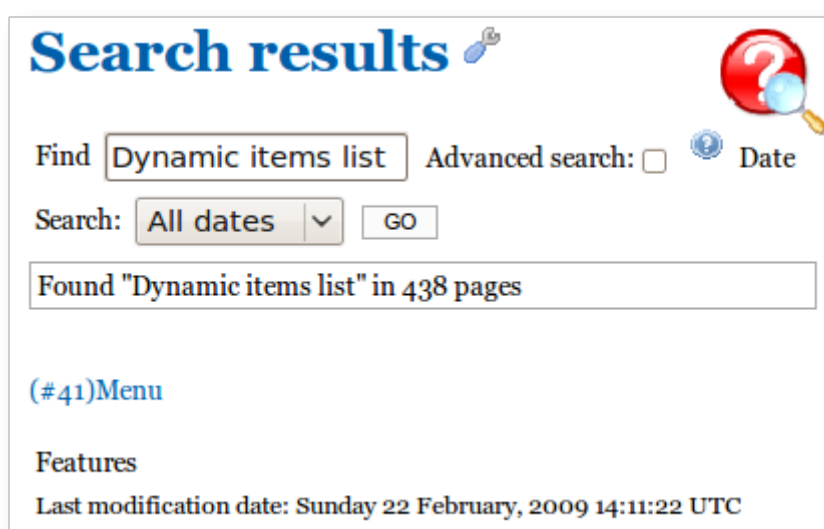 Search results
Find Dynamic items list Advanced search: Date
Search: All dates GO
Found "Dynamic items list" in 438 pages
(#41)Menu
Features
Last modification date: Sunday 22 February, 2009 14:11:22 UTC